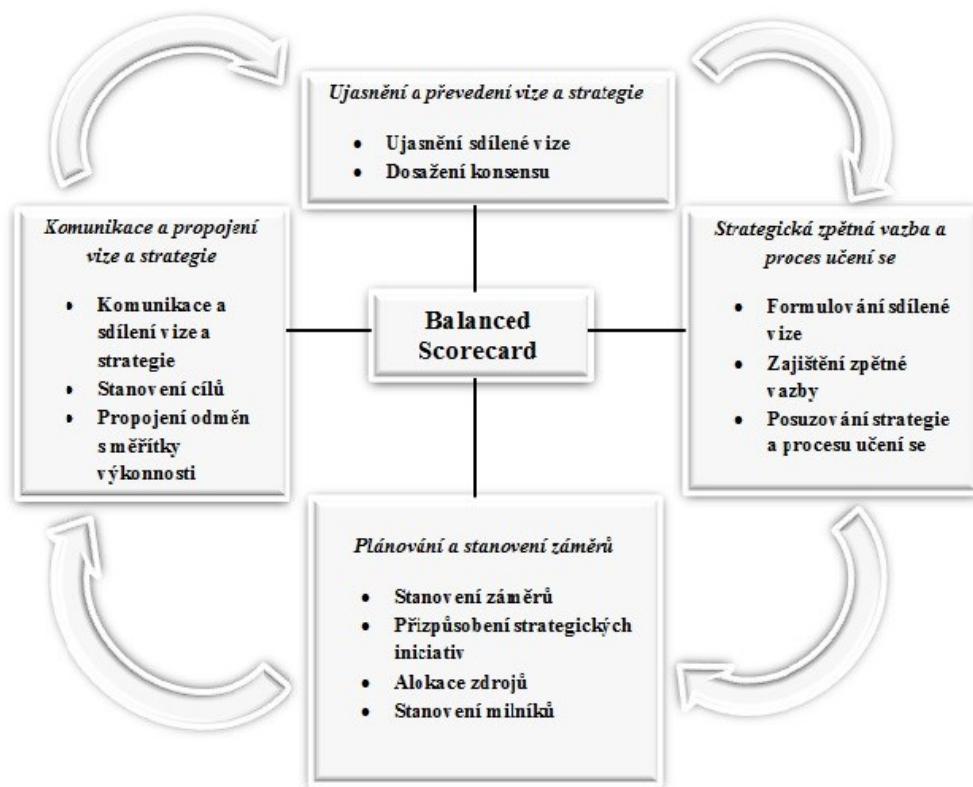 Ujasnění a převedení vize a strategie
• Ujasnění sdílené vize
• Dosažení konsensu
Komunikace a propojení
vize a strategie
• Komunikace a
sdílení vize a
strategie
• Stanovení cílů
• Propojení odměn
s měřítky
výkonnosti
Balanced
Scorecard
Strategická zpětná vazba a
proces učení se
• Formulování sdílené
vize
• Zajištění zpětné
vazby
• Posuzování strategie
a procesu učení se
Plánování a stanovení záměrů
• Stanovení záměrů
• Přizpůsobení strategických
iniciativ
• Alokace zdrojů
• Stanovení milníků